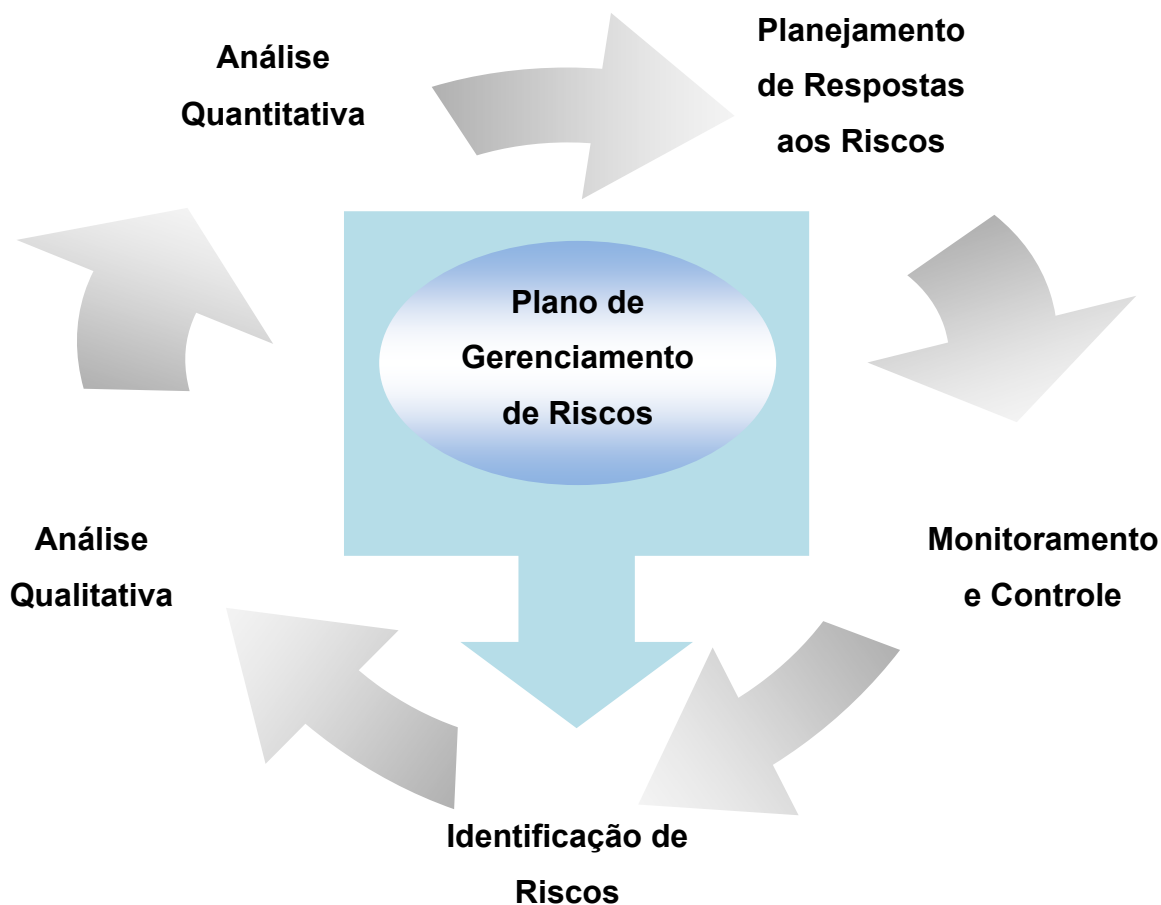 Análise
Quantitativa
Planejamento
de Respostas
aos Riscos
Plano de
Gerenciamento
de Riscos
Análise
Qualitativa
Monitoramento
e Controle
Identificação de
Riscos